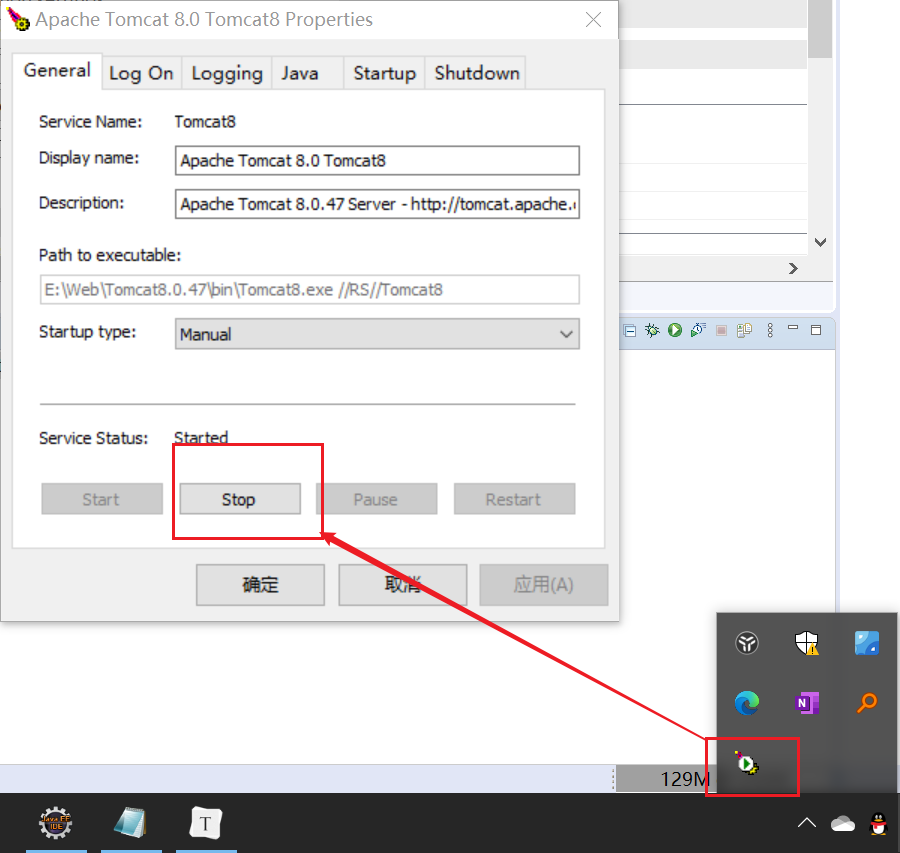 Apache Tomcat 8.0 Tomcat8 Properties
General Log On Logging Java Startup Shutdown
Service Name: Tomcat8
Display name: Apache Tomcat 8.0 Tomcat8
Description: Apache Tomcat 8.0.47 Server - http://tomcat.apache.
Path to executable:
E:\Web\Tomcat8.0.47\bin\Tomcat8.exe //RS//Tomcat8
Startup type: Manual
Service Status: Started
Start Stop Pause Restart
确定 取消 应用(A)
N
129M
Java EE
IDE
T